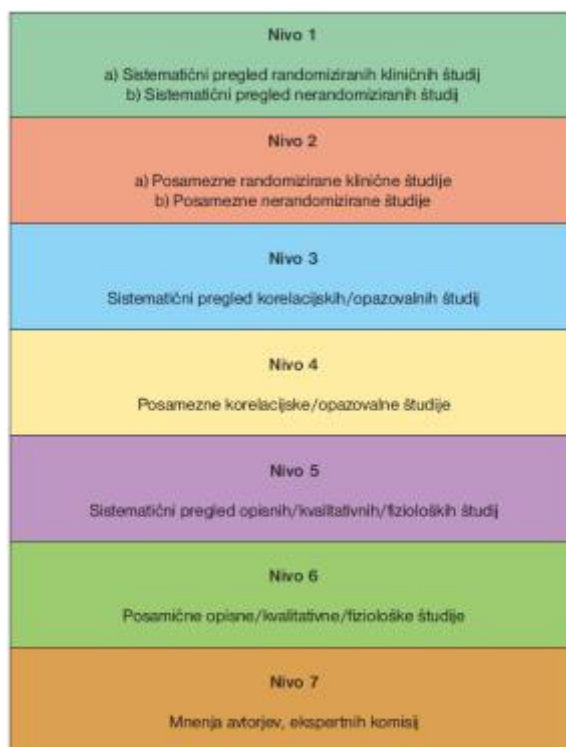 Nivo 1
a) Sistematični pregled randomiziranih kliničnih študij
b) Sistematični pregled nerandomiziranih študij
Nivo 2
a) Posamezne randomizirane klinične študije
b) Posamezne nerandomizirane študije
Nivo 3
Sistematični pregled korelacijskih/opazovalnih študij
Nivo 4
Posamezne korelacijske/opazovalne študije
Nivo 5
Sistematični pregled opisnih/kvalitativnih/fizioloških študij
Nivo 6
Posamične opisne/kvalitativne/fiziološke študije
Nivo 7
Mnenja avtorjev, ekspertnih komisij